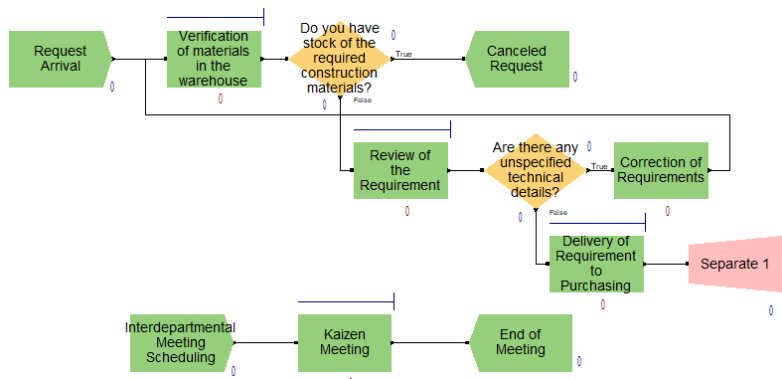 Request
Arrival
0
Verification
of materials
in the
warehouse
0
Do you have
stock of the
required
construction
materials?
0
True
0
False
Canceled
Request
0
Review of
the
Requirement
0
Are there any
unspecified
technical
details?
0
True
0
False
Correction of
Requirements
0
Delivery of
Requirement
to
Purchasing
0
Separate 1
0
Interdepartmental
Meeting
Scheduling
0
Kaizen
Meeting
End of
Meeting
0